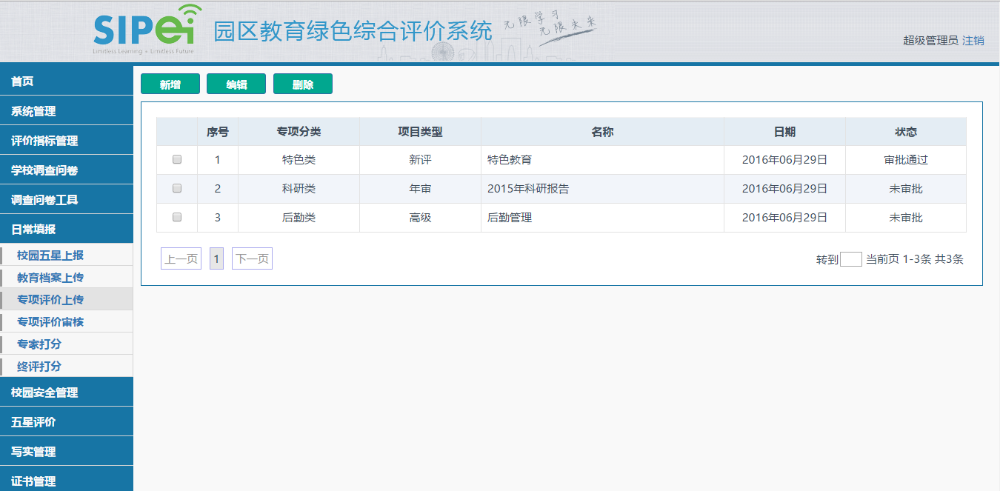 SIPEi
Limitless Learning + Limitless Future
园区教育绿色综合评价系统
无限学习
无限未来
超级管理员 注销
首页
系统管理
评价指标管理
学校调查问卷
调查问卷工具
日常填报
校园五星上报
教育档案上传
专项评价上传
专项评价审核
专家打分
终评打分
校园安全管理
五星评价
写实管理
证书管理
新增 编辑 删除
序号 专项分类 项目类型 名称 日期 状态
1 特色类 新评 特色教育 2016年06月29日 审批通过
2 科研类 年审 2015年科研报告 2016年06月29日 未审批
3 后勤类 高级 后勤管理 2016年06月29日 未审批
上一页 1 下一页 转到 当前页 1-3条 共3条